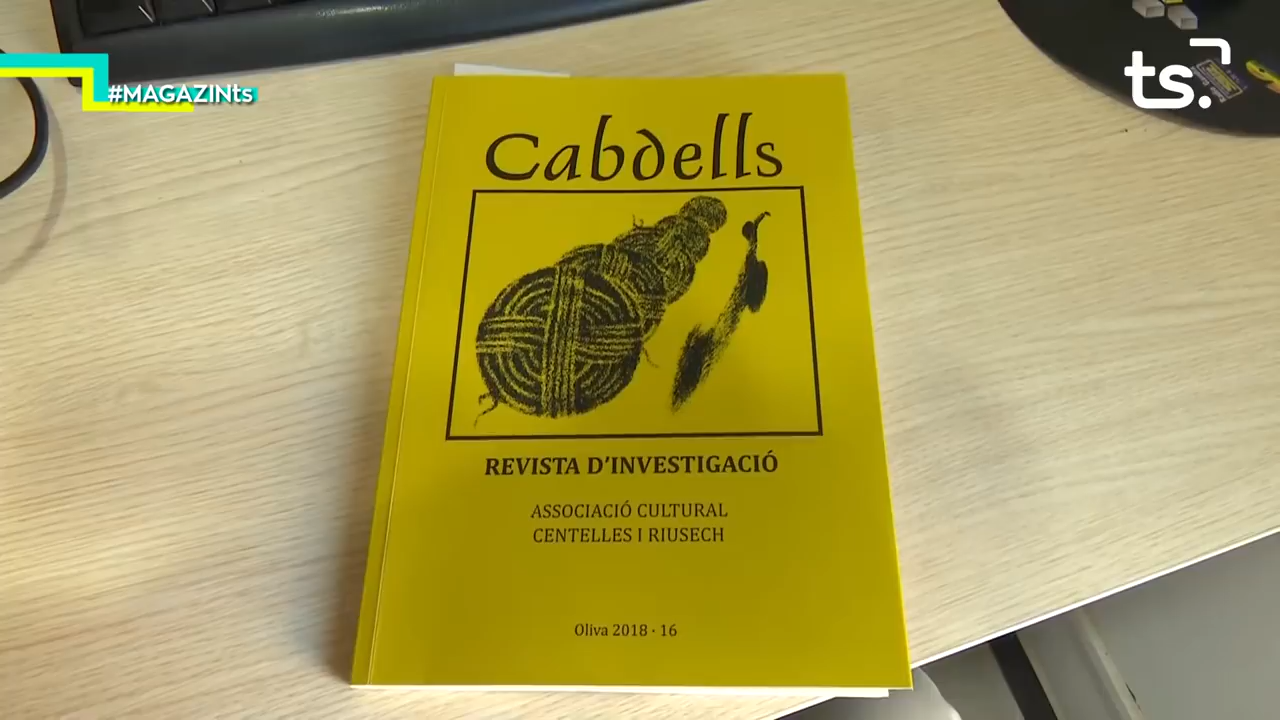 #MAGAZINts
ts.
Cabdells
REVISTA D'INVESTIGACIÓ
ASSOCIACIÓ CULTURAL
CENTELLES I RIUSECH
Oliva 2018 · 16